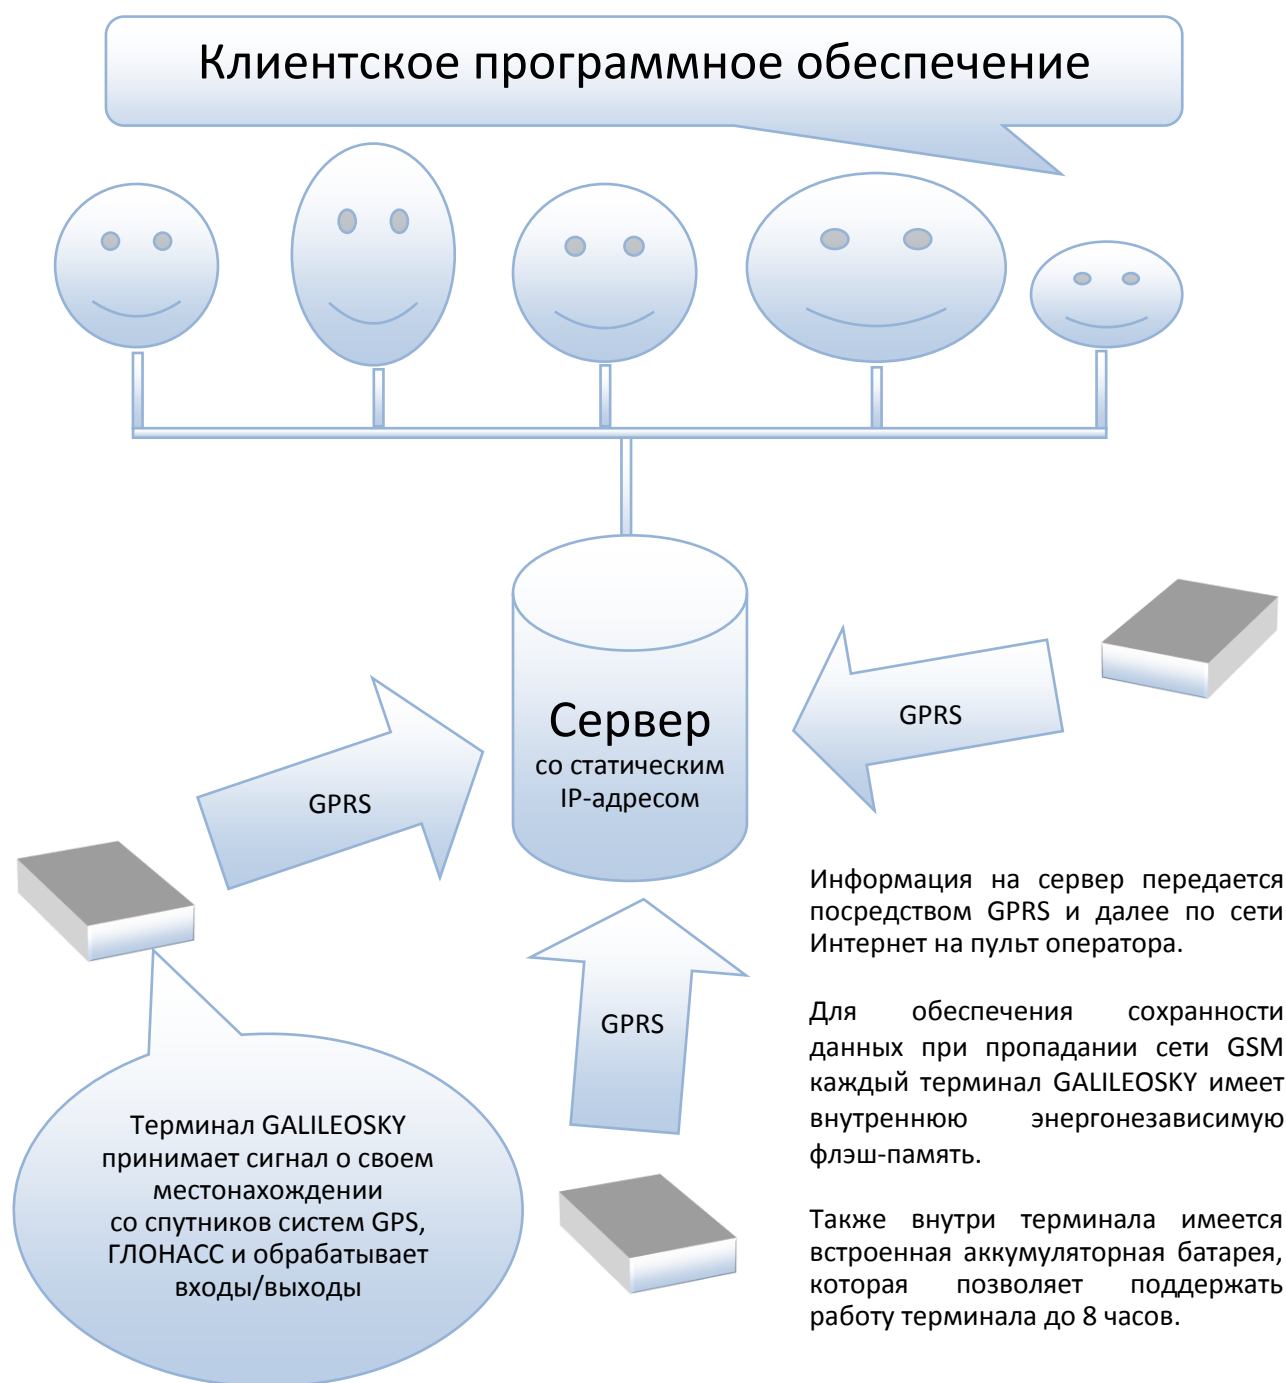 Клиентское программное обеспечение
Сервер
со статическим
IP-адресом
GPRS
GPRS
GPRS
Терминал GALILEOSKY
принимает сигнал о своем
местонахождении
со спутников систем GPS,
ГЛОНАСС и обрабатывает
входы/выходы
Информация на сервер передается
посредством GPRS и далее по сети
Интернет на пульт оператора.
Для обеспечения сохранности
данных при пропадании сети GSM
каждый терминал GALILEOSKY имеет
внутреннюю энергонезависимую
флэш-память.
Также внутри терминала имеется
встроенная аккумуляторная батарея,
которая позволяет поддержать
работу терминала до 8 часов.